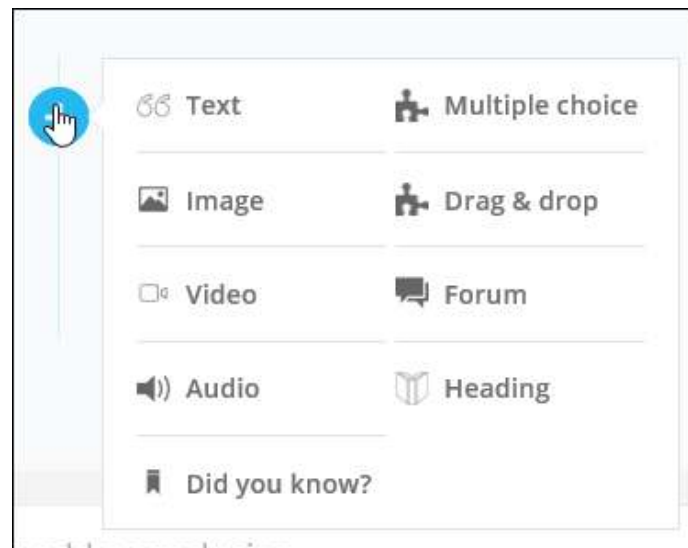 Text
Multiple choice
Image
Drag & drop
Video
Forum
Audio
Heading
Did you know?